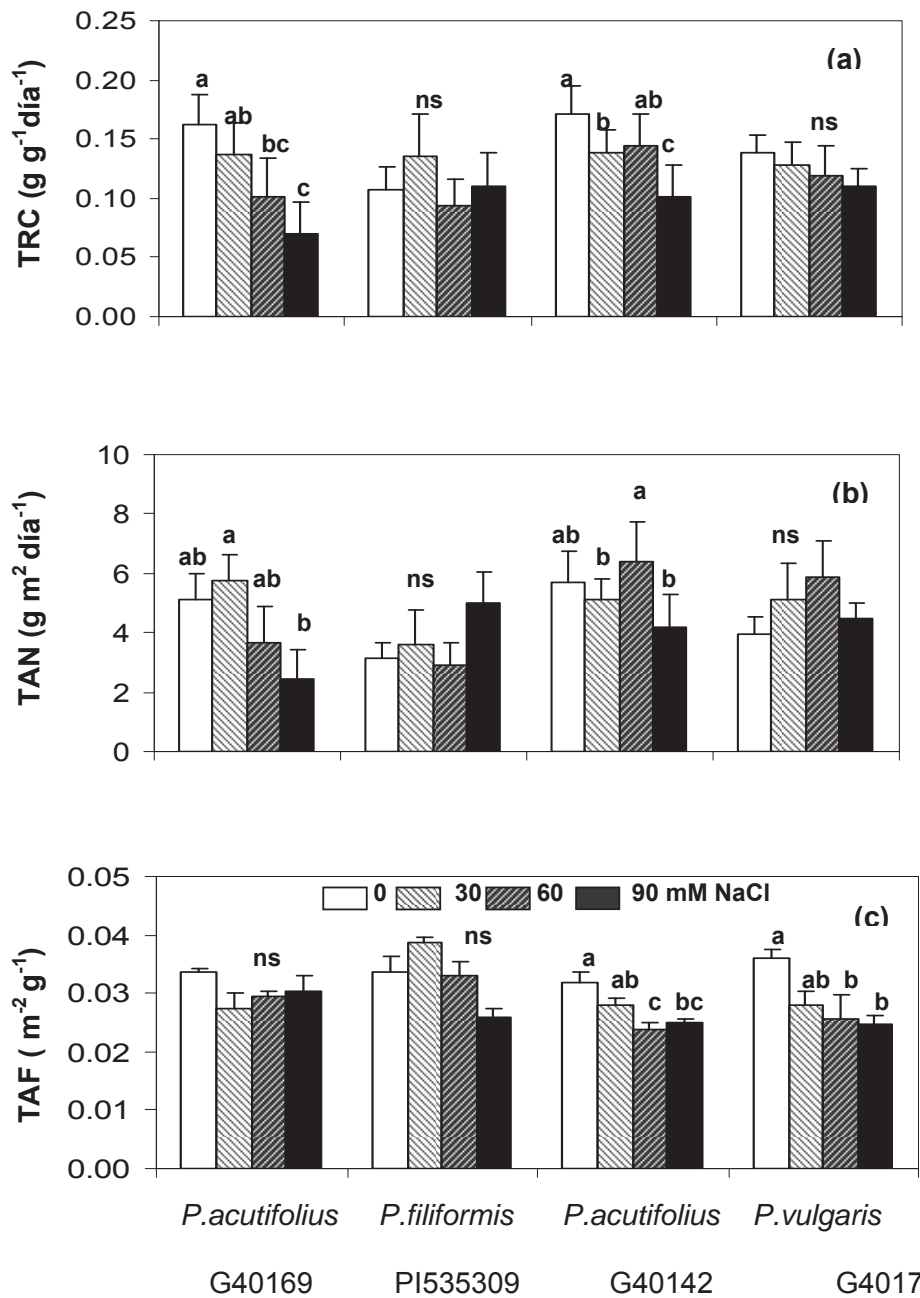 0.25
0.20
0.15
0.10
0.05
0.00
TRC (g g⁻¹día⁻¹)
(a)
a ab bc c
ns
a b ab c
ns
10
8
6
4
2
0
TAN (g m² día⁻¹)
(b)
ab a ab b
ns
ab b a b
ns
0.05
0.04
0.03
0.02
0.01
0.00
TAF ( m⁻² g⁻¹)
0 30 60 90 mM NaCl
(c)
ns
ns
a ab c bc
a ab b b
P.acutifolius P.filiformis P.acutifolius P.vulgaris
G40169 PI535309 G40142 G4017